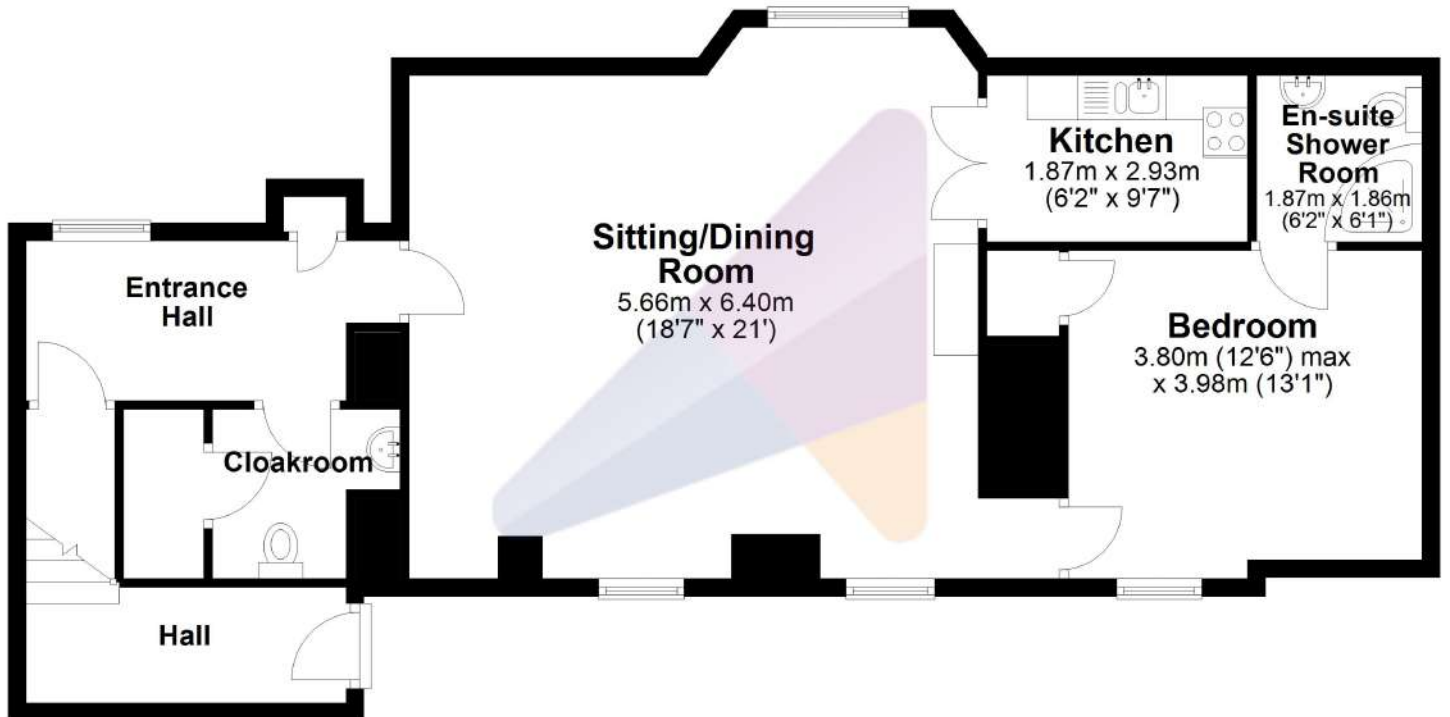 Kitchen
1.87m x 2.93m
(6'2" x 9'7")
En-suite
Shower
Room
1.87m x 1.86m
(6'2" x 6'1")
Sitting/Dining
Room
5.66m x 6.40m
(18'7" x 21')
Entrance
Hall
Bedroom
3.80m (12'6") max
x 3.98m (13'1")
Cloakroom
Hall